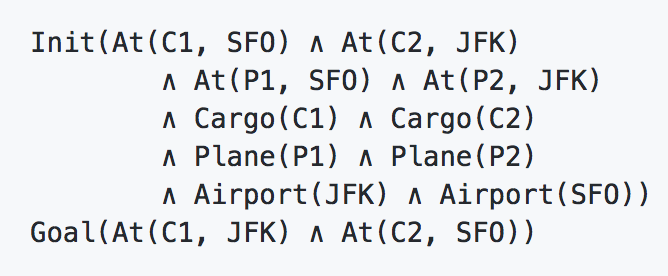 Init(At(C1, SFO) ∧ At(C2, JFK)
∧ At(P1, SFO) ∧ At(P2, JFK)
∧ Cargo(C1) ∧ Cargo(C2)
∧ Plane(P1) ∧ Plane(P2)
∧ Airport(JFK) ∧ Airport(SFO))
Goal(At(C1, JFK) ∧ At(C2, SFO))